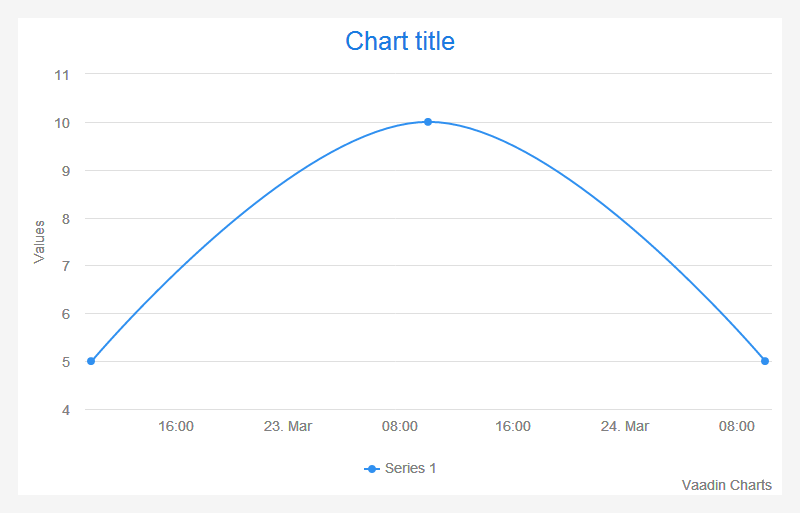 Chart title
11
10
9
8
7
6
5
4
Values
16:00 23. Mar 08:00 16:00 24. Mar 08:00
Series 1
Vaadin Charts